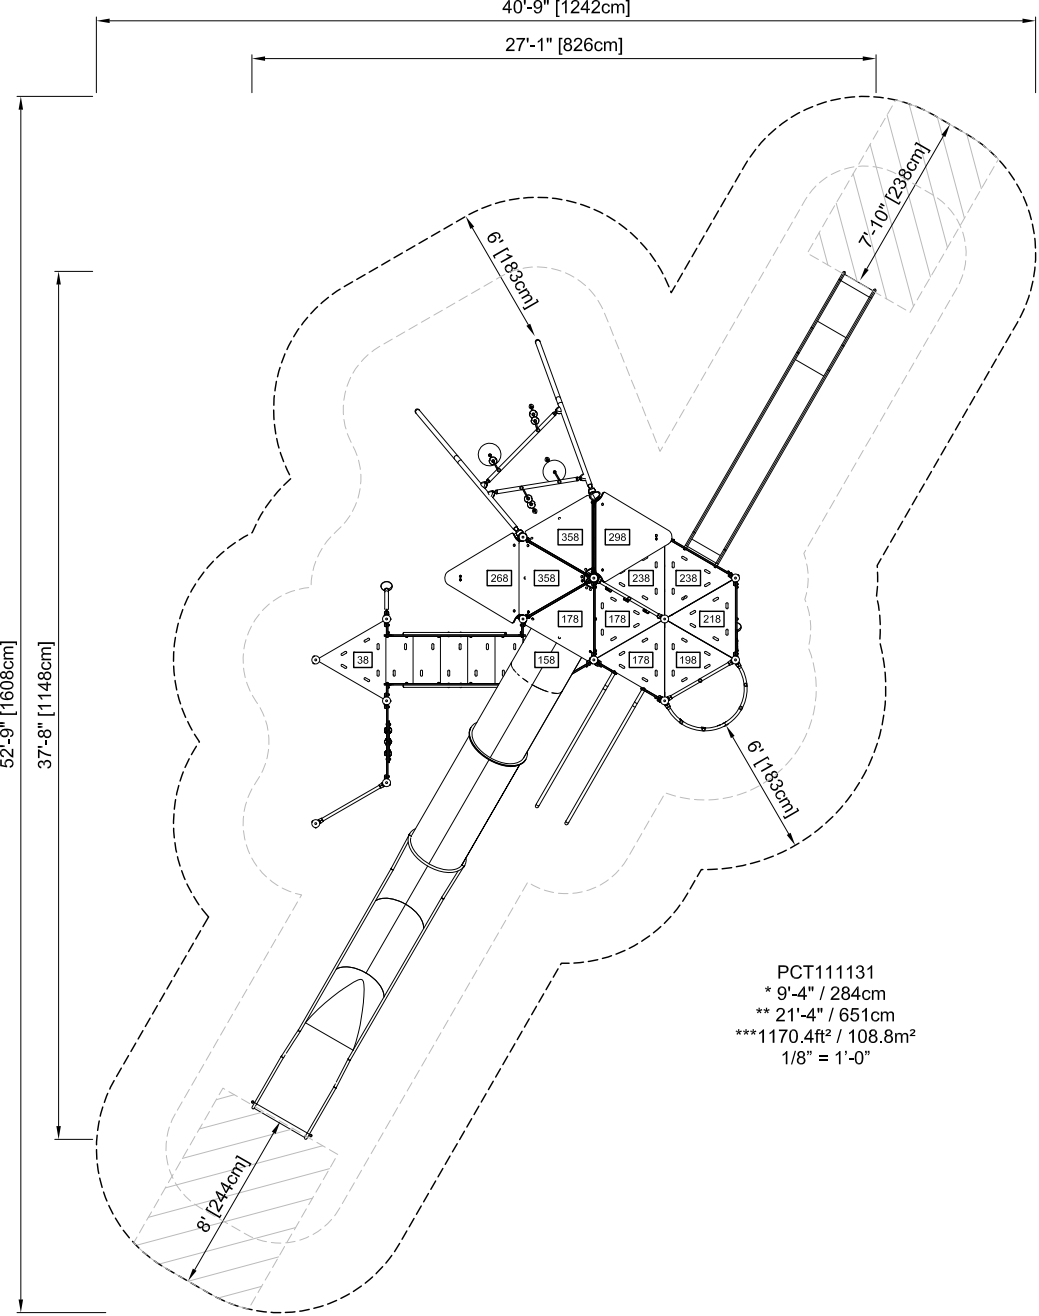 40'-9" [1242cm]
27'-1" [826cm]
7'-10" [238cm]
6' [183cm]
358
298
268
358
238
238
178
178
218
38
158
178
198
52'-9" [1608cm]
37'-8" [1148cm]
6' [183cm]
PCT111131
* 9'-4" / 284cm
** 21'-4" / 651cm
***1170.4ft² / 108.8m²
1/8” = 1’-0”
8' [244cm]